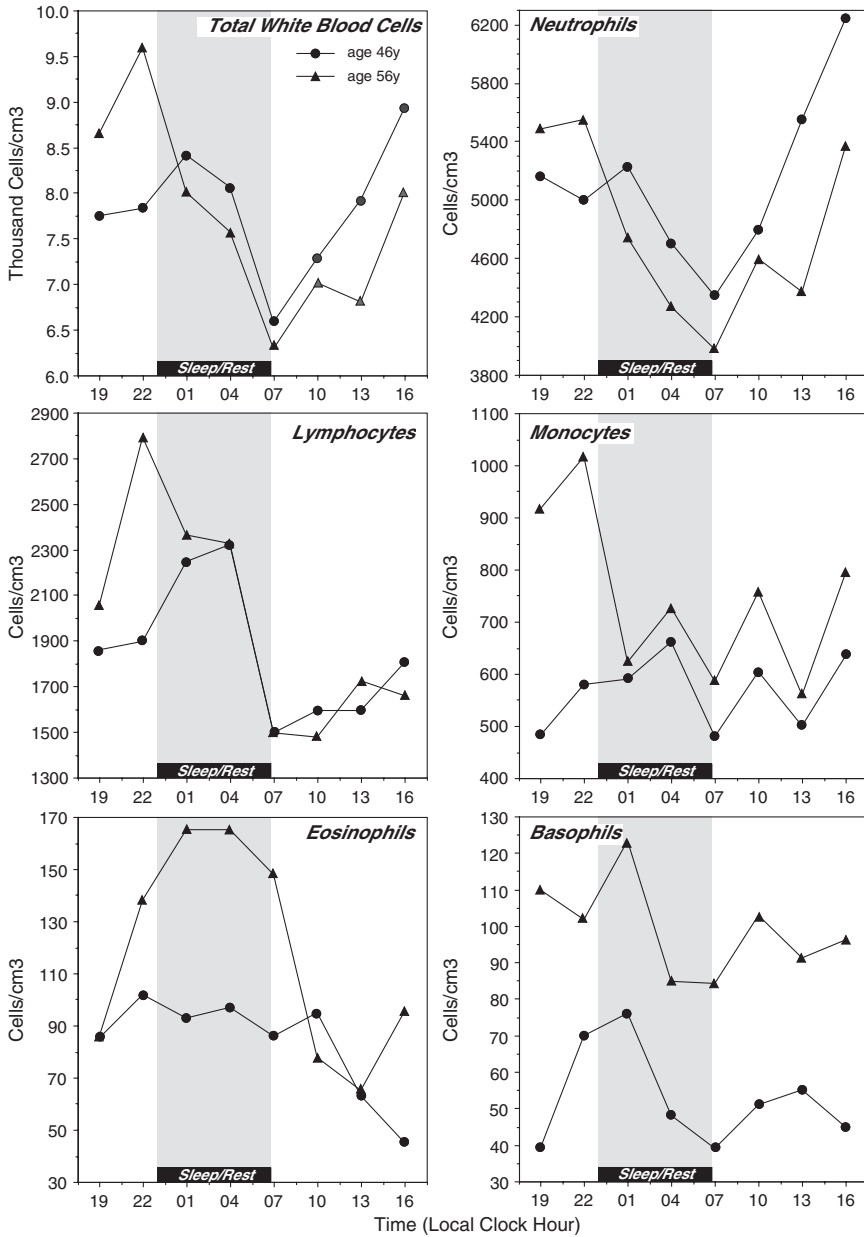 Total White Blood Cells
age 46y
age 56y
Thousand Cells/cm3
10.0
9.5
9.0
8.5
8.0
7.5
7.0
6.5
6.0
Sleep/Rest
19 22 01 04 07 10 13 16
Neutrophils
Cells/cm3
6200
5800
5400
5000
4600
4200
3800
Sleep/Rest
19 22 01 04 07 10 13 16
Lymphocytes
Cells/cm3
2900
2700
2500
2300
2100
1900
1700
1500
1300
Sleep/Rest
19 22 01 04 07 10 13 16
Monocytes
Cells/cm3
1100
1000
900
800
700
600
500
400
Sleep/Rest
19 22 01 04 07 10 13 16
Eosinophils
Cells/cm3
170
150
130
110
90
70
50
30
Sleep/Rest
19 22 01 04 07 10 13 16
Basophils
Cells/cm3
130
120
110
100
90
80
70
60
50
40
30
Sleep/Rest
19 22 01 04 07 10 13 16
Time (Local Clock Hour)